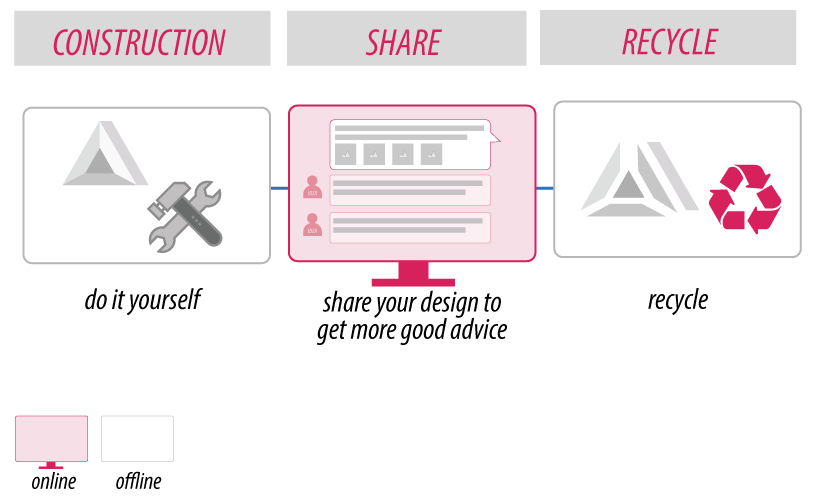 CONSTRUCTION
SHARE
RECYCLE
do it yourself
share your design to
get more good advice
recycle
online
offline